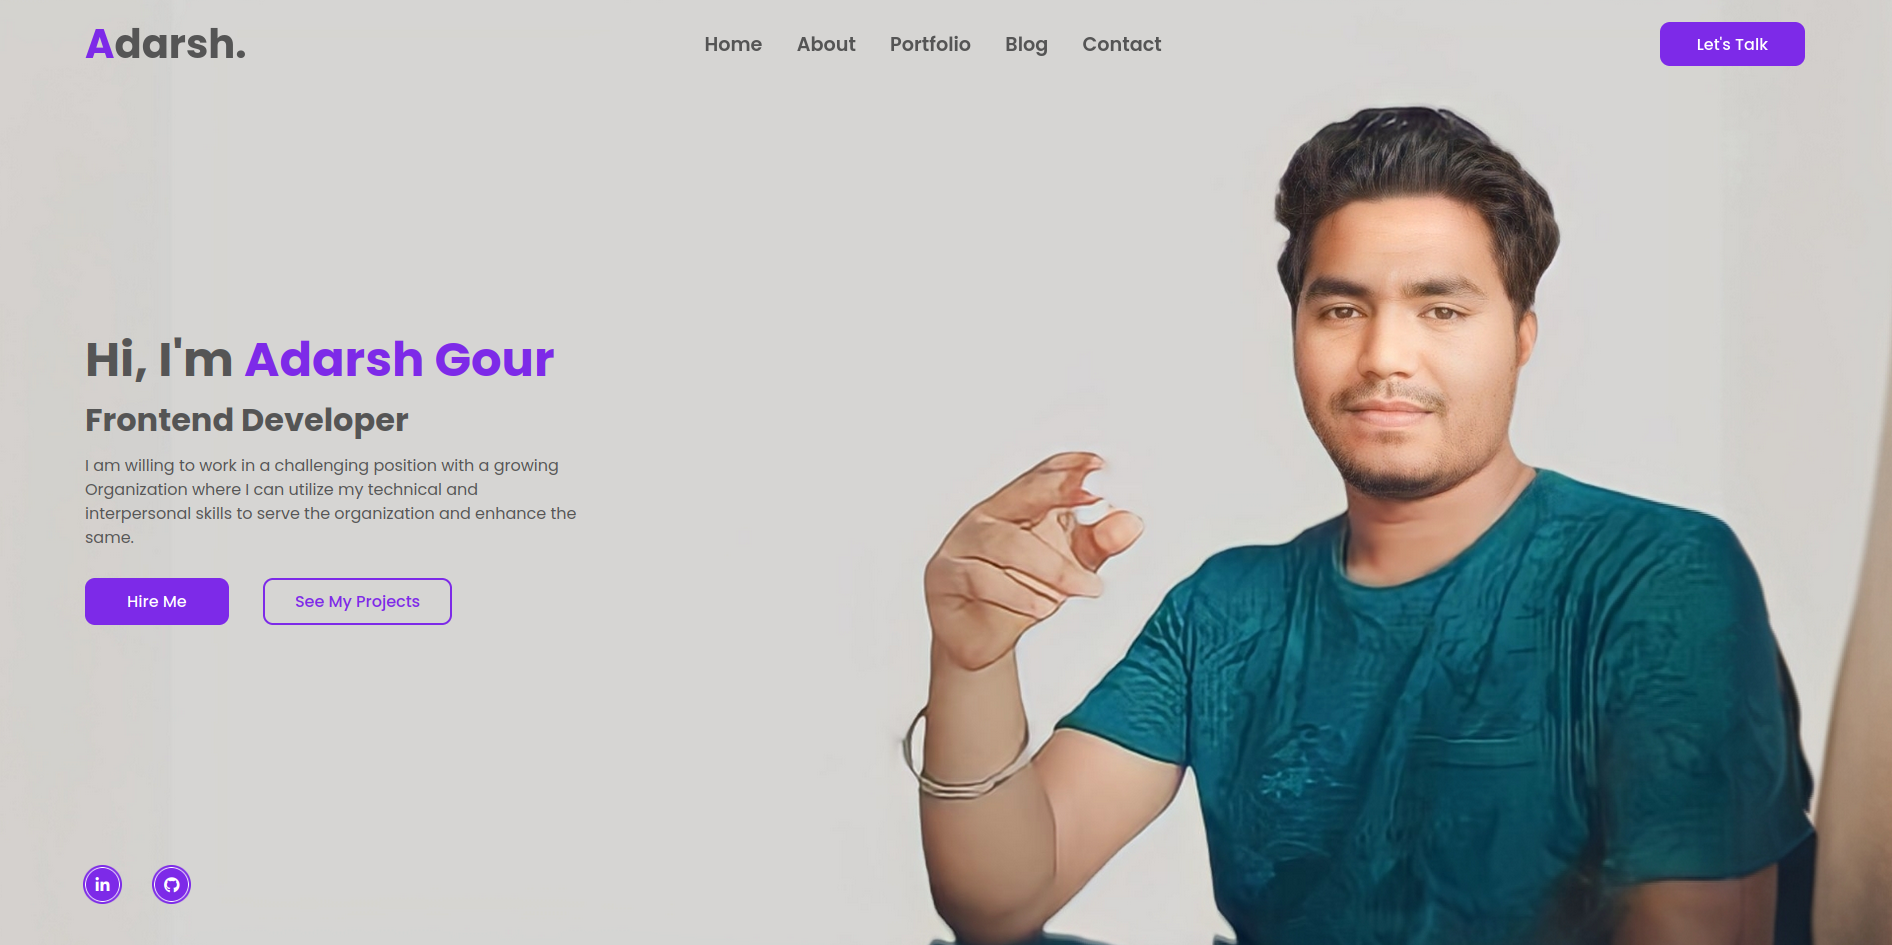 Adarsh.
Home About Portfolio Blog Contact
Let's Talk
Hi, I'm Adarsh Gour
Frontend Developer
I am willing to work in a challenging position with a growing
Organization where I can utilize my technical and
interpersonal skills to serve the organization and enhance the
same.
Hire Me
See My Projects
in